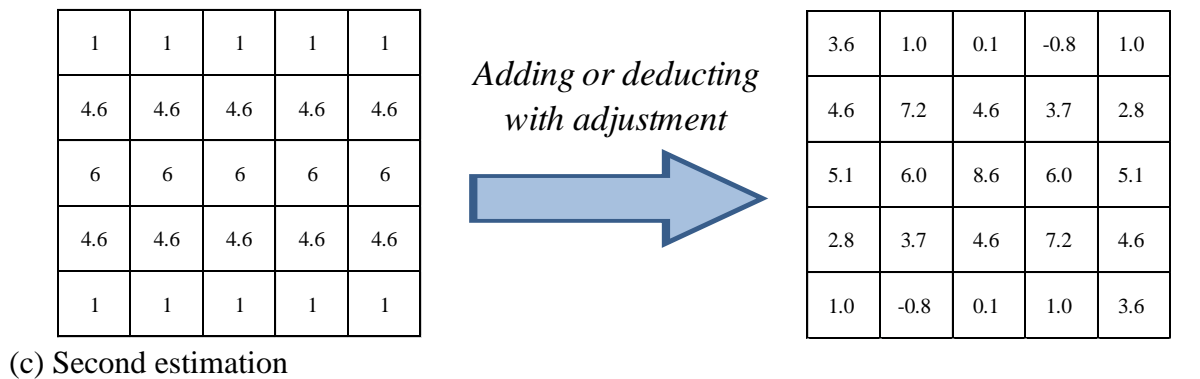 1 1 1 1 1
4.6 4.6 4.6 4.6 4.6
6 6 6 6 6
4.6 4.6 4.6 4.6 4.6
1 1 1 1 1
Adding or deducting
with adjustment
3.6 1.0 0.1 -0.8 1.0
4.6 7.2 4.6 3.7 2.8
5.1 6.0 8.6 6.0 5.1
2.8 3.7 4.6 7.2 4.6
1.0 -0.8 0.1 1.0 3.6
(c) Second estimation